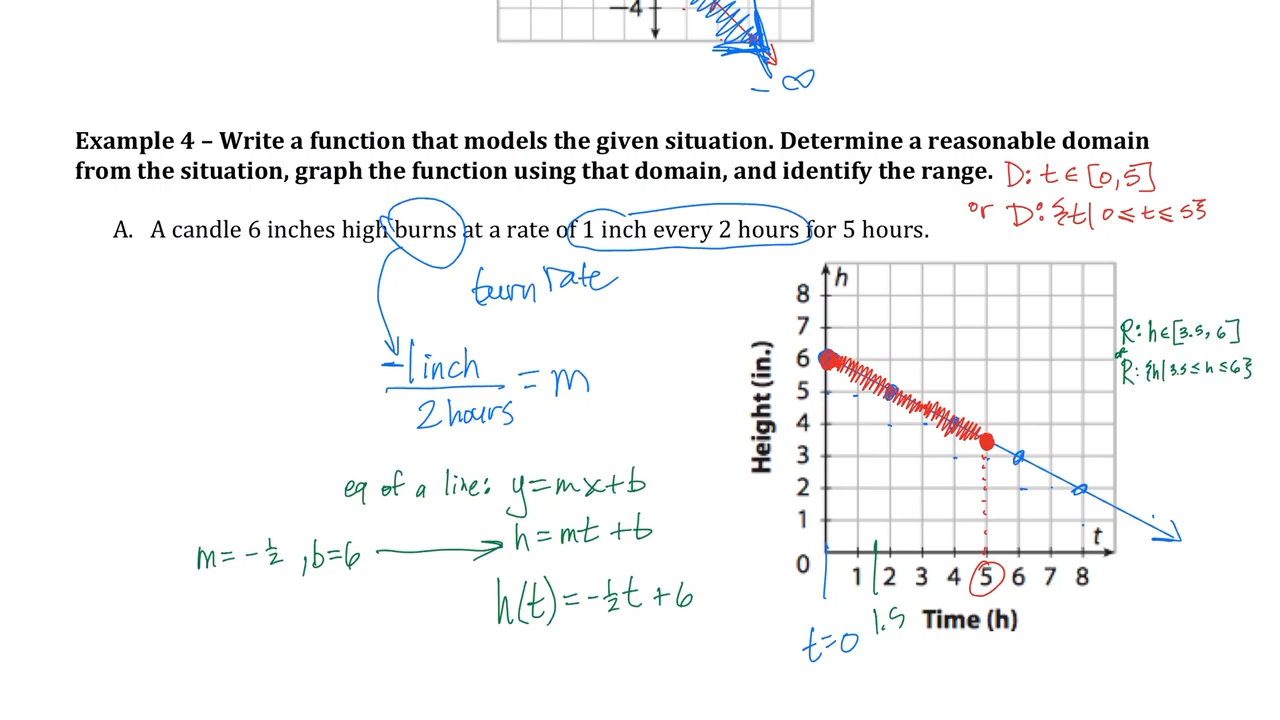 -4
- ∞
Example 4 – Write a function that models the given situation. Determine a reasonable domain
from the situation, graph the function using that domain, and identify the range. D: t ∈ [0,5]
or D: {t| 0 ≤ t ≤ 5}
A. A candle 6 inches high burns at a rate of 1 inch every 2 hours for 5 hours.
burn rate
-1 inch
2 hours
= m
eq of a line: y = mx + b
m = -½, b = 6
h = mt + b
h(t) = -½t + 6
h
8
7
6
5
4
3
2
1
0
Height (in.)
R: h ∈ [3.5, 6]
or
R: {h| 3.5 ≤ h ≤ 6}
t
1 2 3 4 5 6 7 8
1.5
Time (h)
t = 0